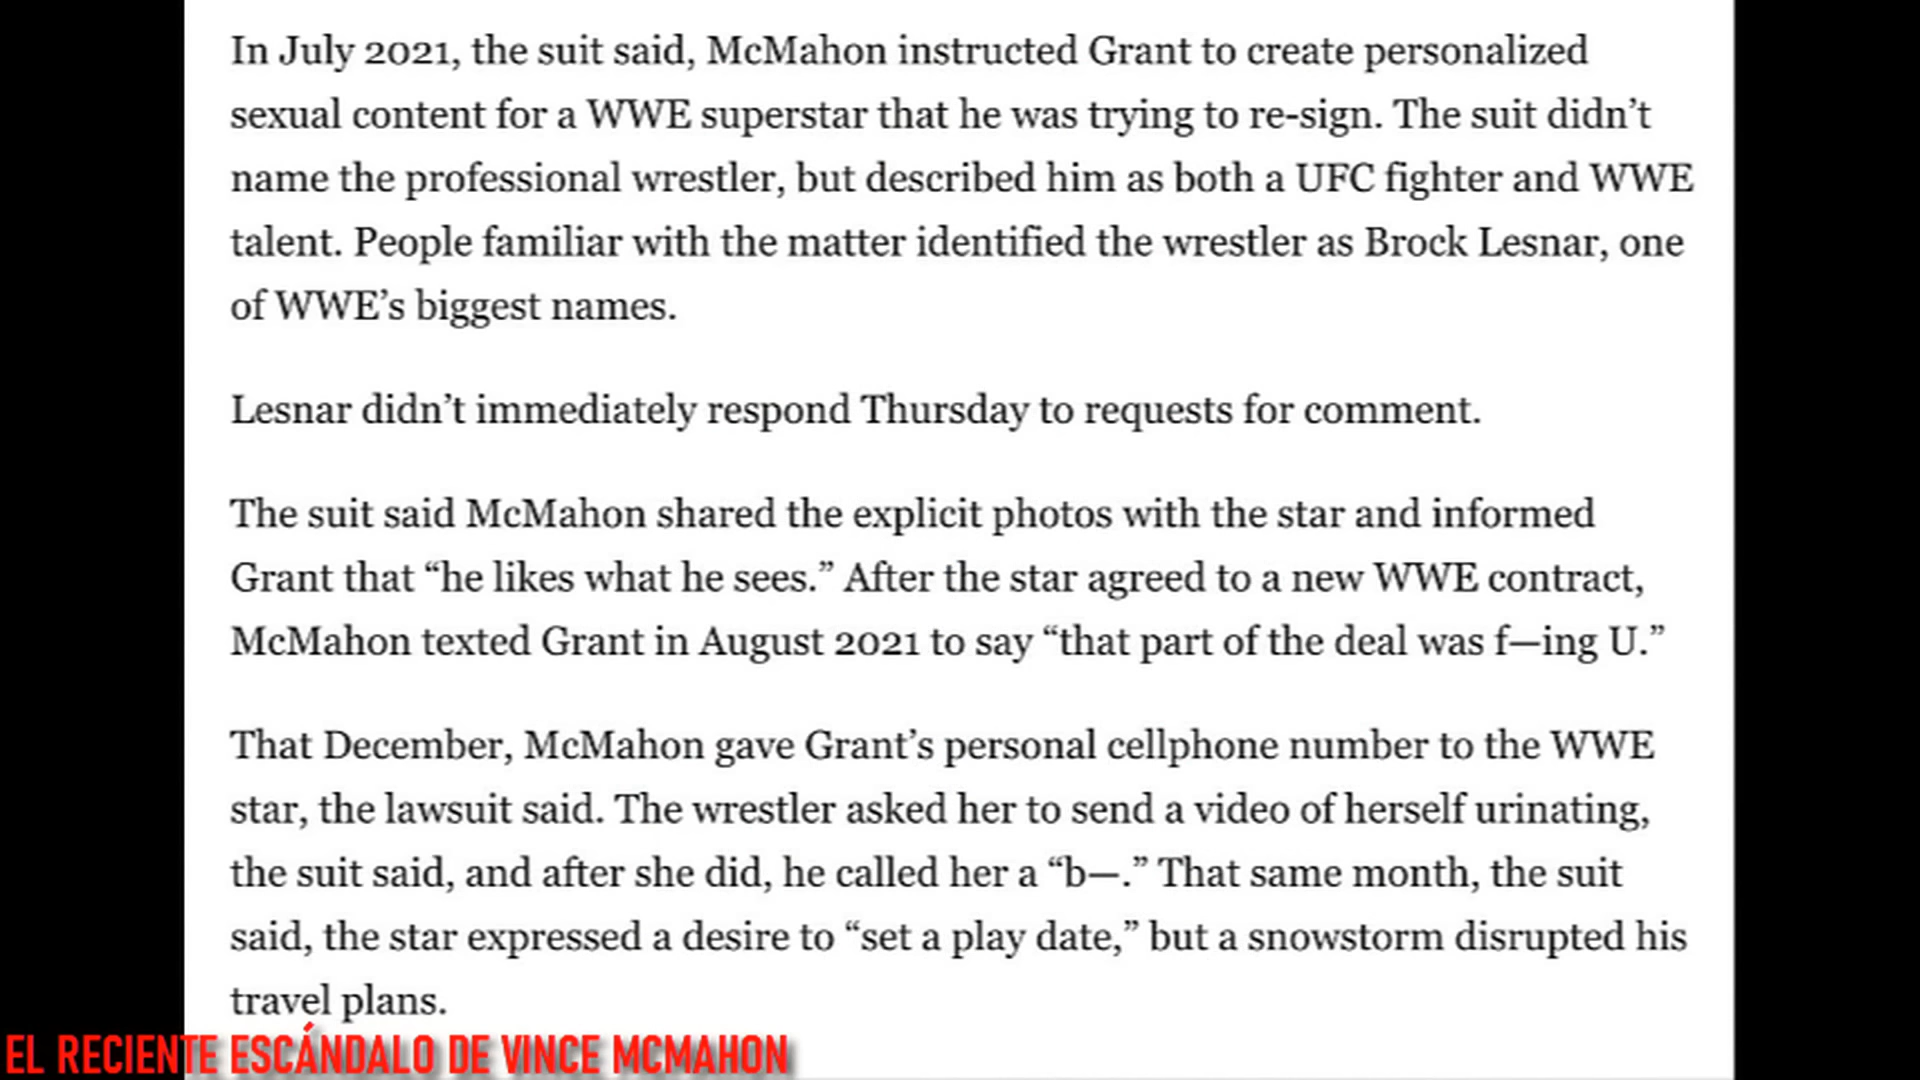 In July 2021, the suit said, McMahon instructed Grant to create personalized
sexual content for a WWE superstar that he was trying to re-sign. The suit didn’t
name the professional wrestler, but described him as both a UFC fighter and WWE
talent. People familiar with the matter identified the wrestler as Brock Lesnar, one
of WWE’s biggest names.
Lesnar didn’t immediately respond Thursday to requests for comment.
The suit said McMahon shared the explicit photos with the star and informed
Grant that “he likes what he sees.” After the star agreed to a new WWE contract,
McMahon texted Grant in August 2021 to say “that part of the deal was f—ing U.”
That December, McMahon gave Grant’s personal cellphone number to the WWE
star, the lawsuit said. The wrestler asked her to send a video of herself urinating,
the suit said, and after she did, he called her a “b—.” That same month, the suit
said, the star expressed a desire to “set a play date,” but a snowstorm disrupted his
travel plans.
EL RECIENTE ESCÁNDALO DE VINCE MCMAHON